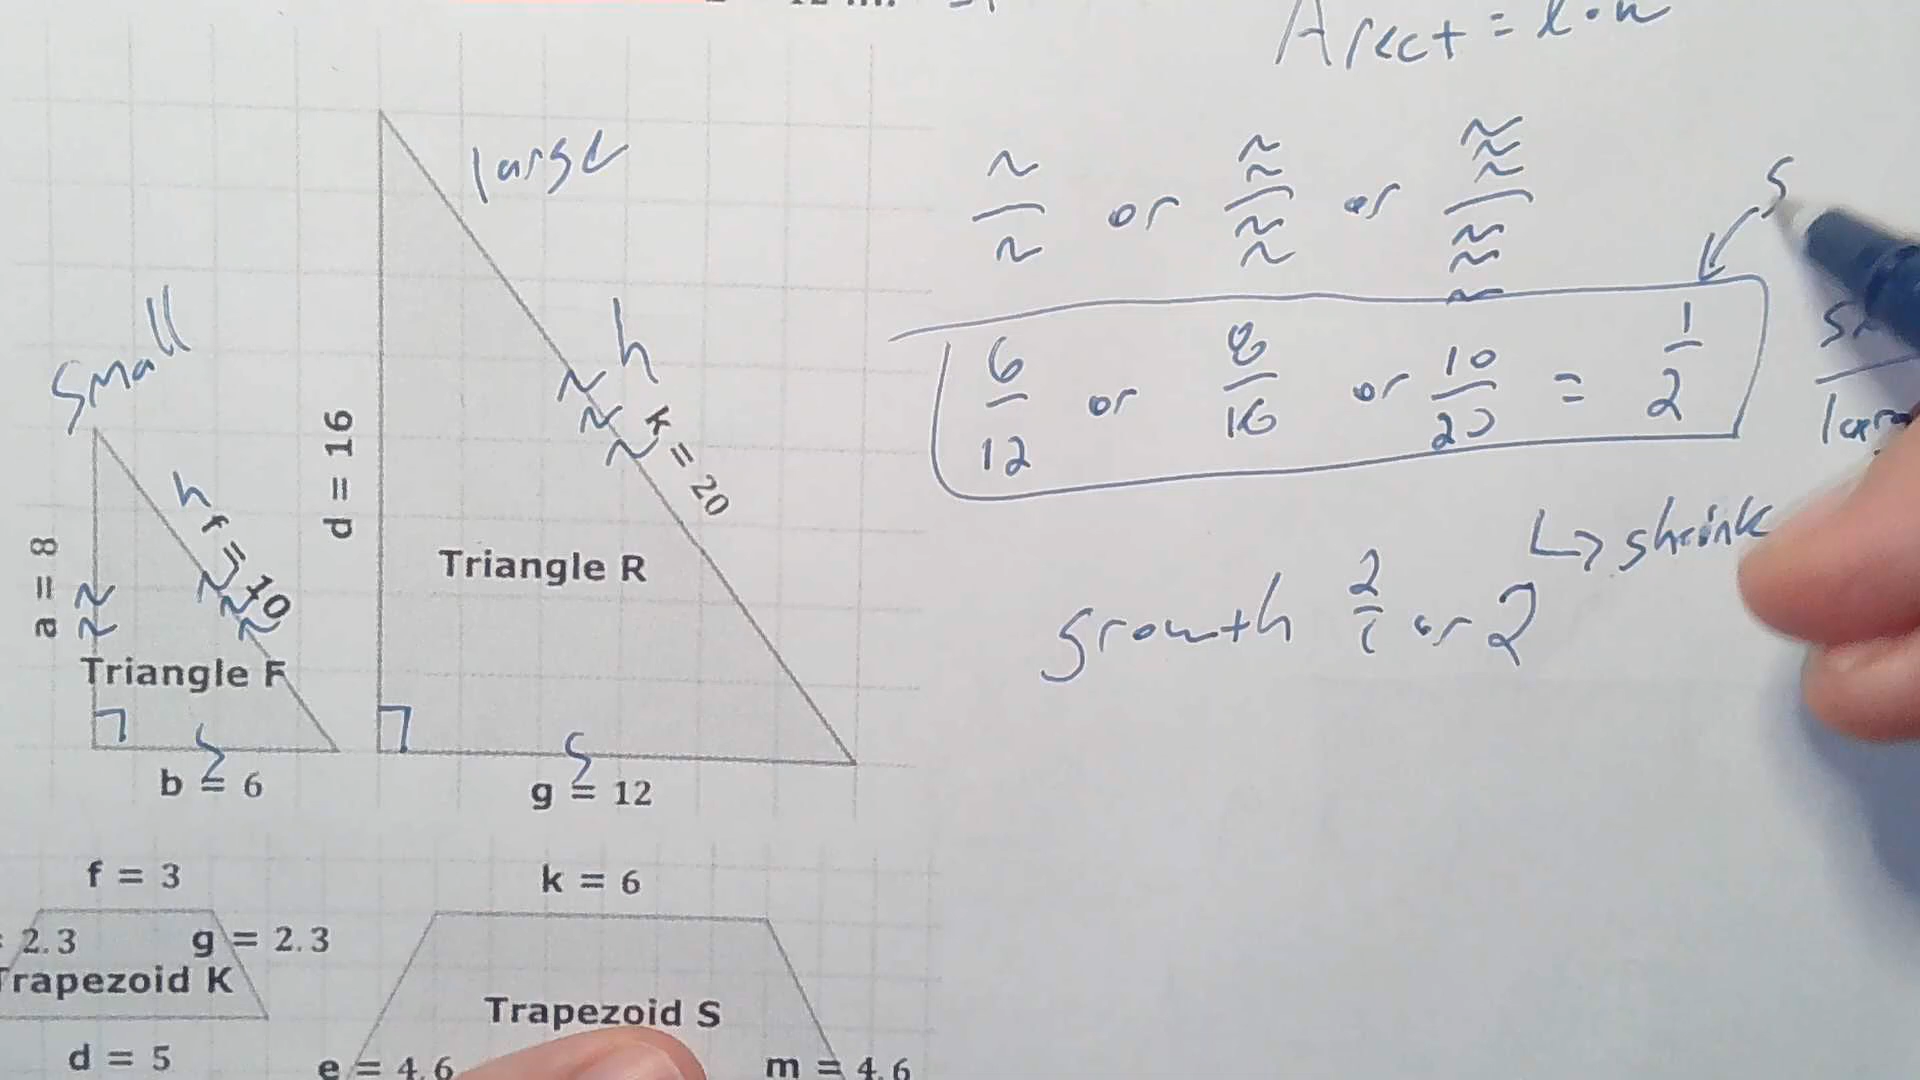 Arect = l·w
large
~/~ or ≈/≈ or ≋/≋
S
small
h
h
6/12 or 8/16 or 10/20 = 1/2
k = 20
d = 16
f = 10
a = 8
↳ shrink
Triangle R
growth 2/1 or 2
Triangle F
b = 6
g = 12
f = 3
k = 6
2.3
g = 2.3
Trapezoid K
Trapezoid S
d = 5
e = 4.6
m = 4.6